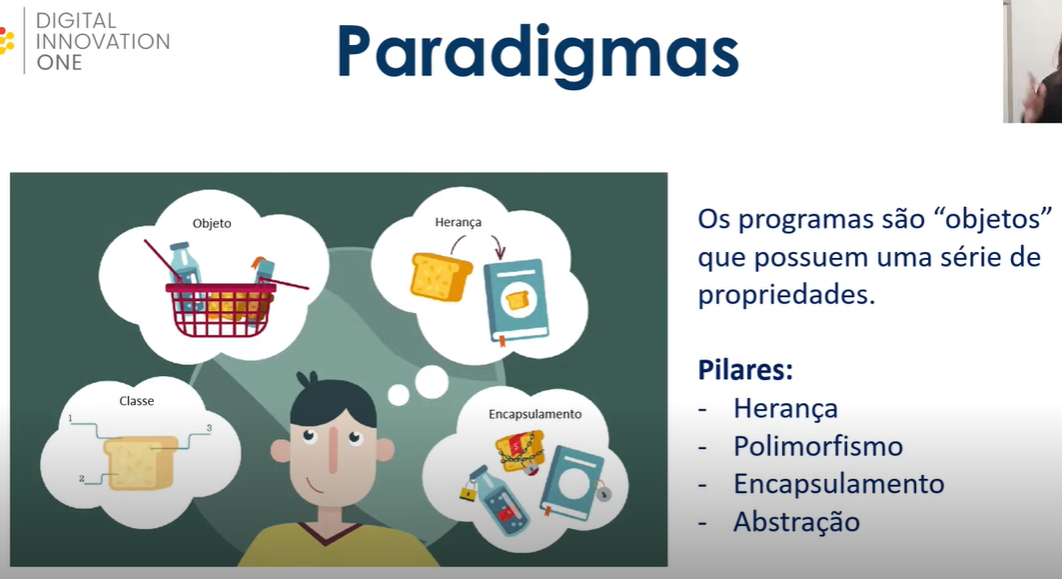 DIGITAL
INNOVATION
ONE
Paradigmas
Objeto
Herança
Classe
1
3
2
Encapsulamento
Os programas são “objetos”
que possuem uma série de
propriedades.
Pilares:
- Herança
- Polimorfismo
- Encapsulamento
- Abstração